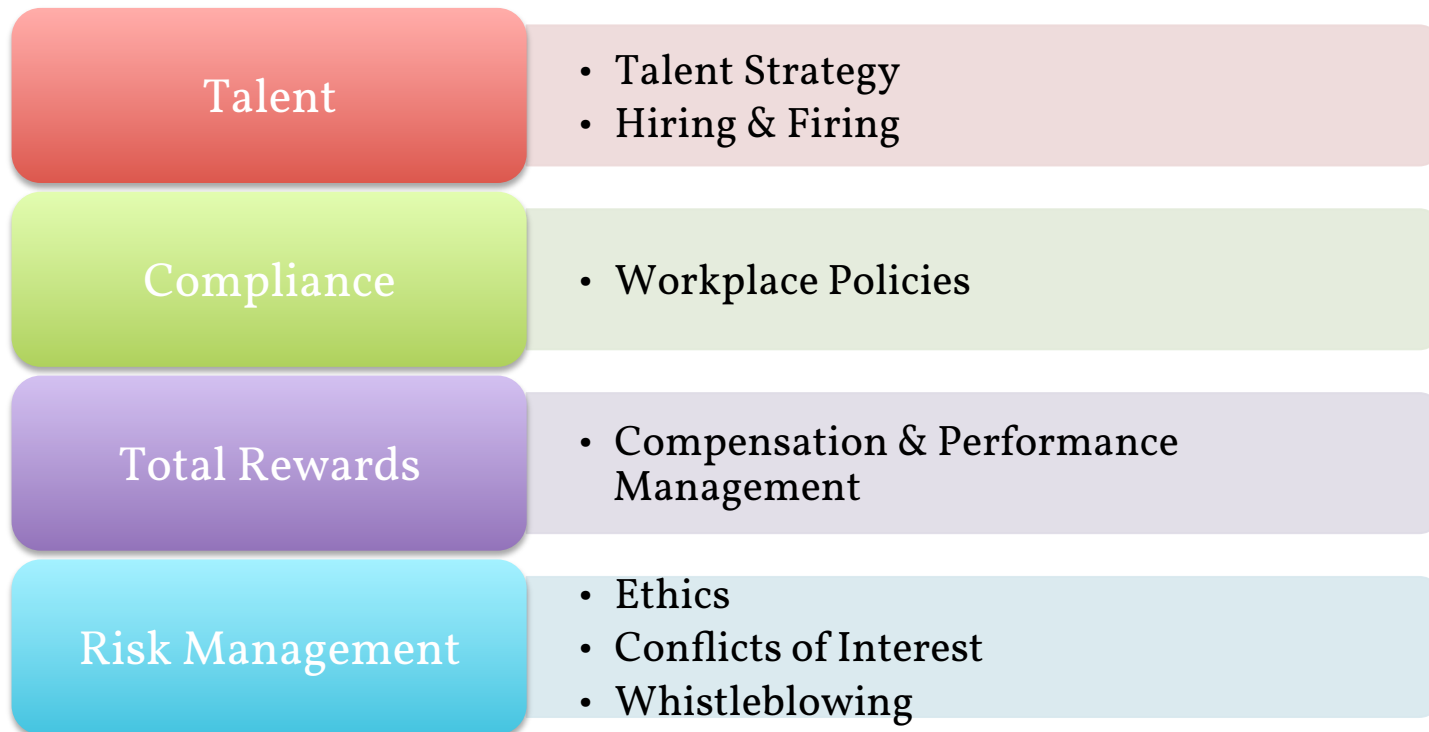 Talent
• Talent Strategy
• Hiring & Firing
Compliance
• Workplace Policies
Total Rewards
• Compensation & Performance
Management
Risk Management
• Ethics
• Conflicts of Interest
• Whistleblowing